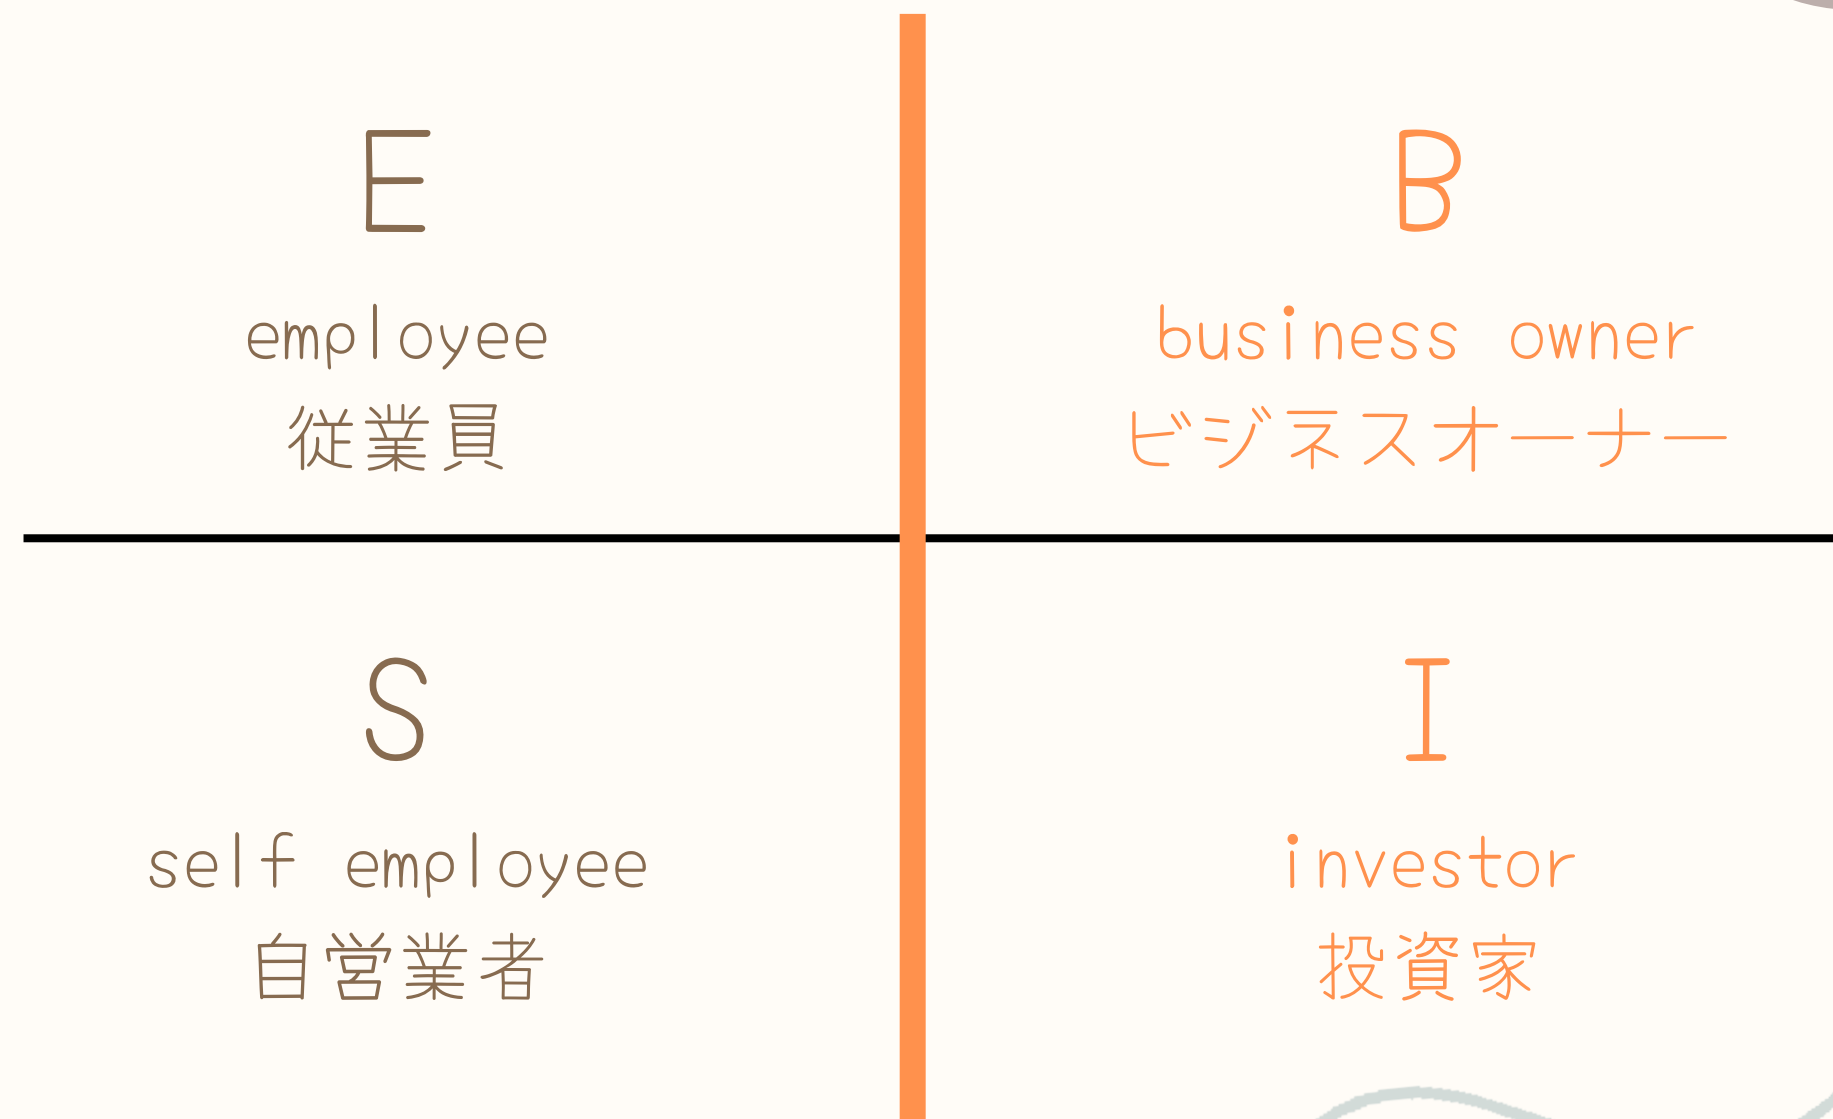 E
employee
従業員
B
business owner
ビジネスオーナー
S
self employee
自営業者
I
investor
投資家